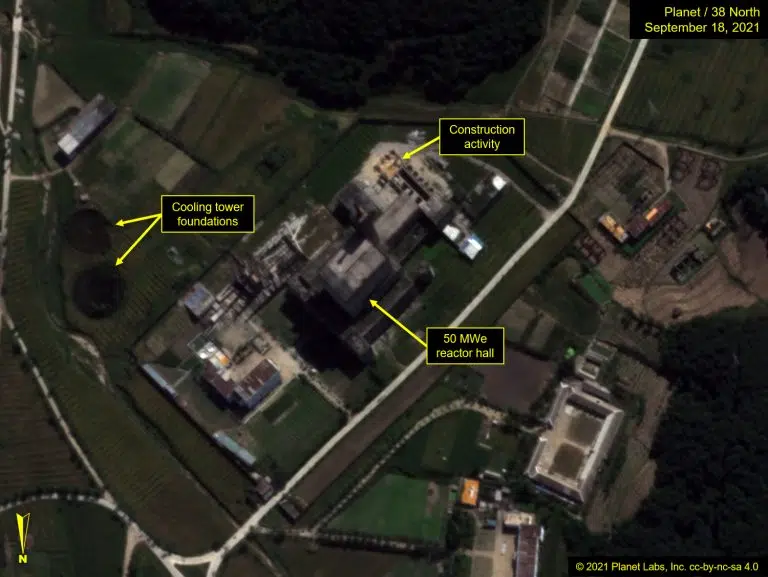 Planet / 38 North
September 18, 2021
Construction
activity
Cooling tower
foundations
50 MWe
reactor hall
N
© 2021 Planet Labs, Inc. cc-by-nc-sa 4.0